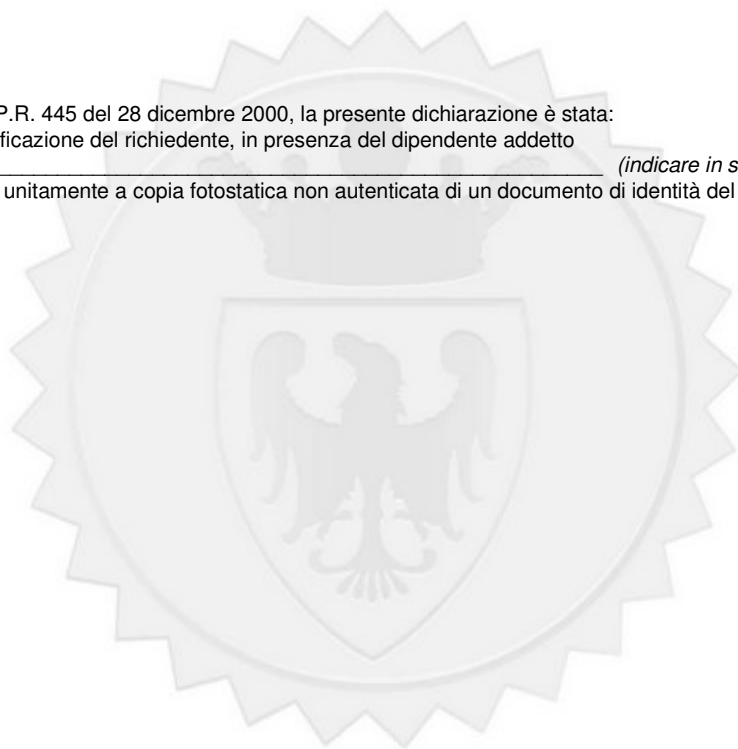 P.R. 445 del 28 dicembre 2000, la presente dichiarazione è stata:
ficazione del richiedente, in presenza del dipendente addetto
_______________________________________________________ (indicare in s
unitamente a copia fotostatica non autenticata di un documento di identità del